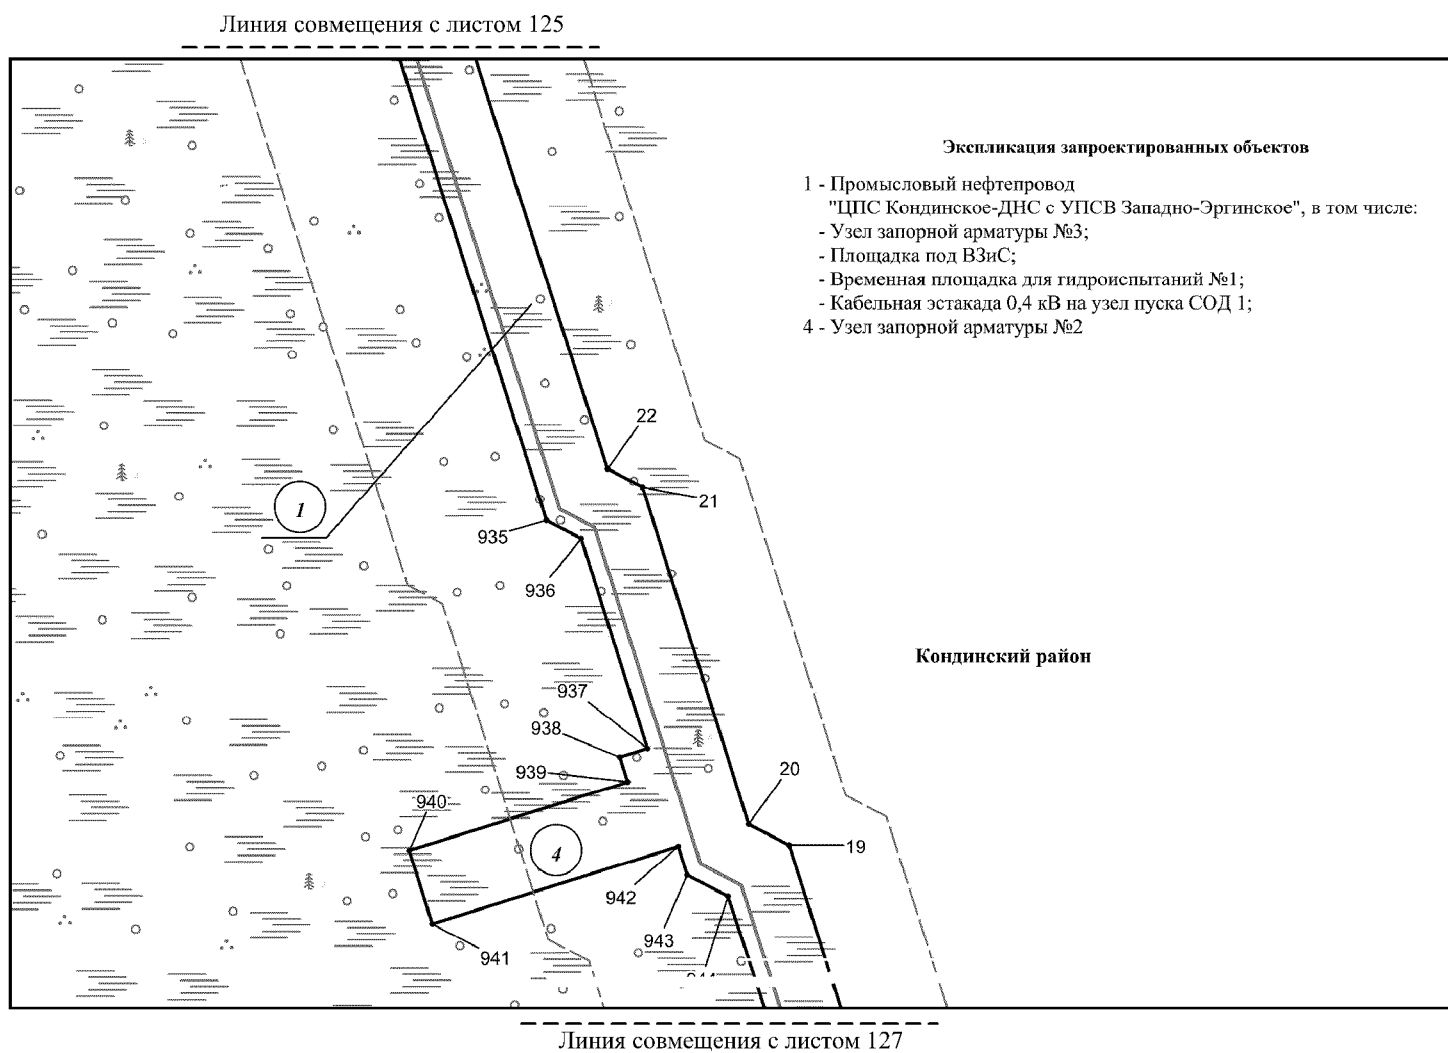 Линия совмещения с листом 125
Экспликация запроектированных объектов
1 - Промысловый нефтепровод
"ЦПС Кондинское-ДНС с УПСВ Западно-Эргинское", в том числе:
- Узел запорной арматуры №3;
- Площадка под ВЗиС;
- Временная площадка для гидроиспытаний №1;
- Кабельная эстакада 0,4 кВ на узел пуска СОД 1;
4 - Узел запорной арматуры №2
22
21
1
935
936
Кондинский район
937
938
939
20
940
19
4
942
943
941
Линия совмещения с листом 127